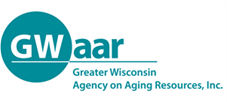 GWaar
Greater Wisconsin
Agency on Aging Resources, Inc.